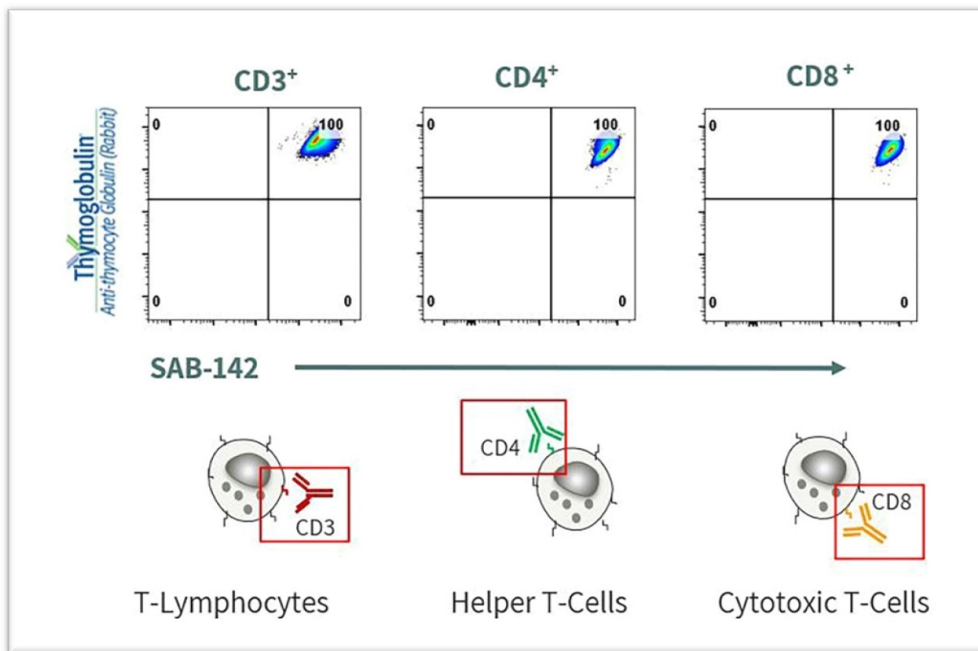 CD3⁺
CD4⁺
CD8⁺
Thymoglobulin
Anti-thymocyte Globulin (Rabbit)
0
100
0
0
0
100
0
0
0
100
0
0
SAB-142
CD3
CD4
CD8
T-Lymphocytes
Helper T-Cells
Cytotoxic T-Cells